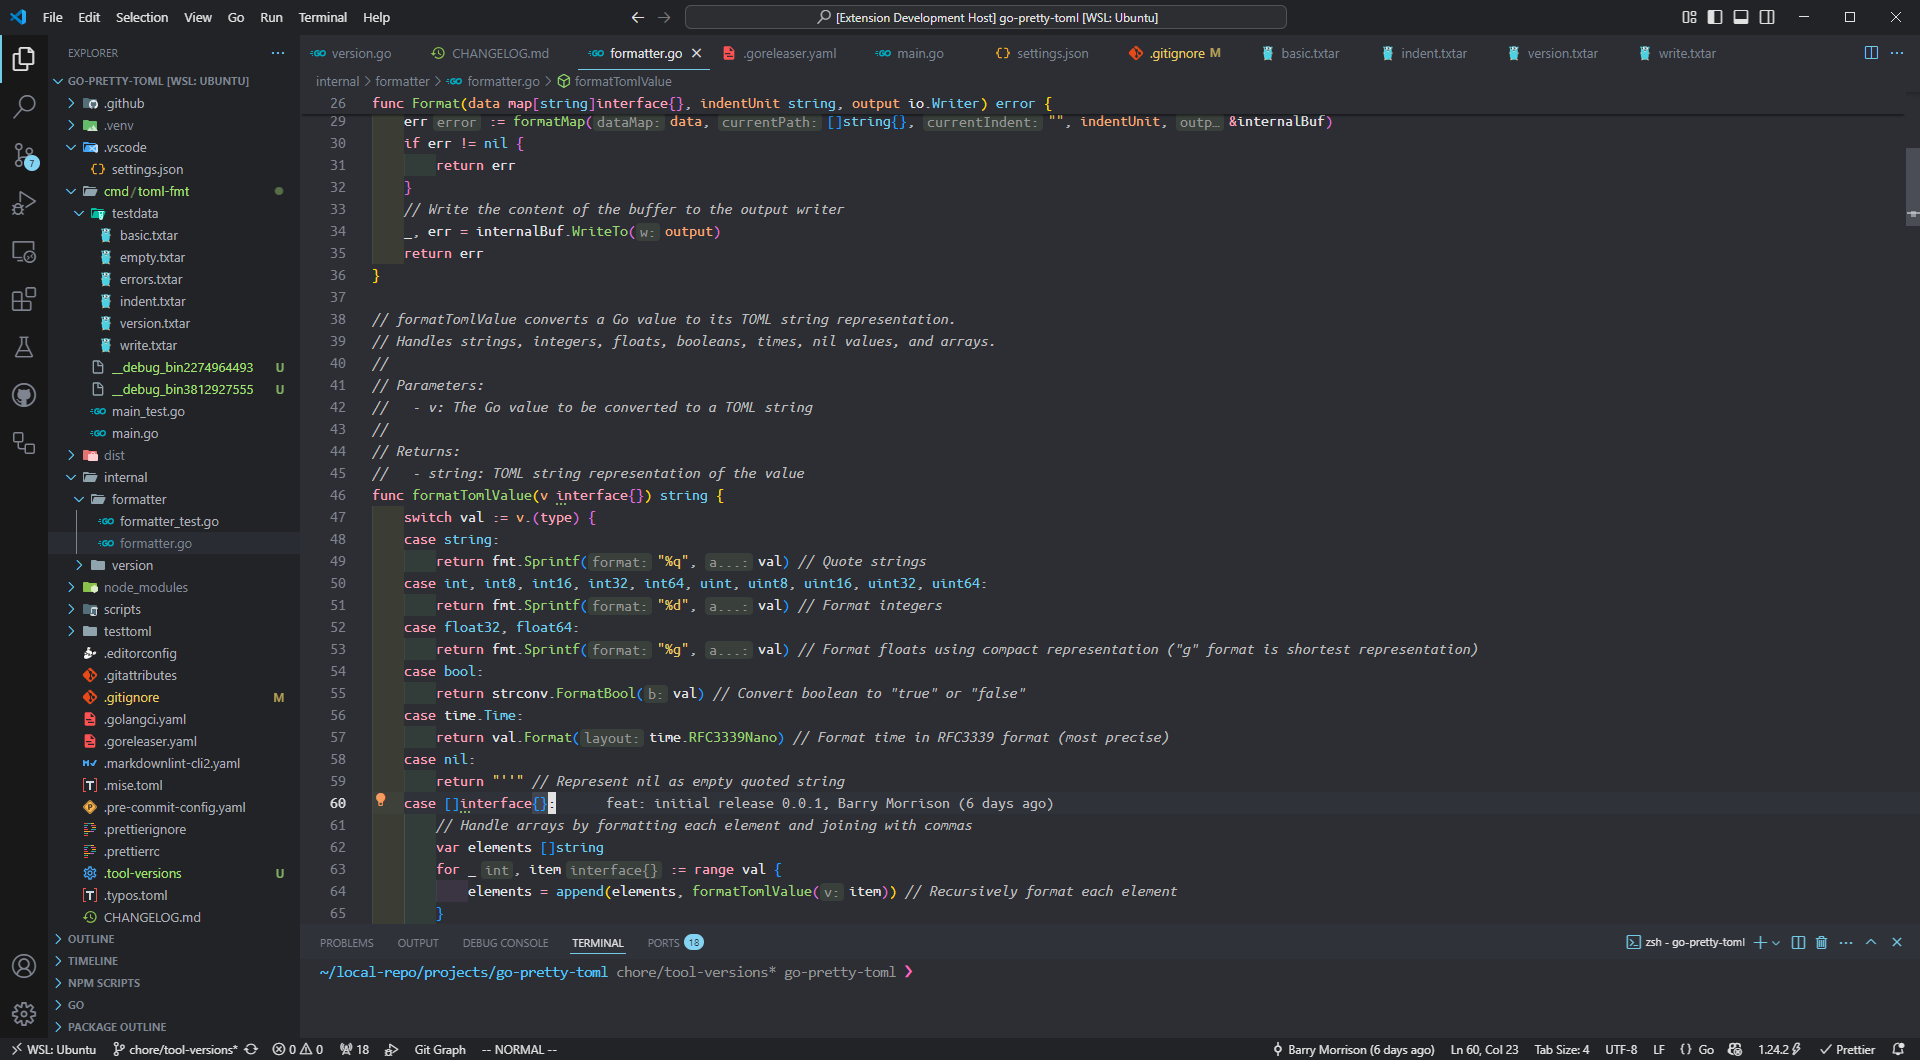 File Edit Selection View Go Run Terminal Help
[Extension Development Host] go-pretty-toml [WSL: Ubuntu]
EXPLORER
GO-PRETTY-TOML [WSL: UBUNTU]
.github
.venv
.vscode
settings.json
cmd/toml-fmt
testdata
basic.txtar
empty.txtar
errors.txtar
indent.txtar
version.txtar
write.txtar
__debug_bin2274964493 U
__debug_bin3812927555 U
main_test.go
main.go
dist
internal
formatter
formatter_test.go
formatter.go
version
node_modules
scripts
testtoml
.editorconfig
.gitattributes
.gitignore M
.golangci.yaml
.goreleaser.yaml
.markdownlint-cli2.yaml
.mise.toml
.pre-commit-config.yaml
.prettierignore
.prettierrc
.tool-versions U
.typos.toml
CHANGELOG.md
OUTLINE
TIMELINE
NPM SCRIPTS
GO
PACKAGE OUTLINE
7
version.go CHANGELOG.md formatter.go .goreleaser.yaml main.go settings.json .gitignore M basic.txtar indent.txtar version.txtar write.txtar
internal > formatter > formatter.go > formatTomlValue
26 func Format(data map[string]interface{}, indentUnit string, output io.Writer) error {
29 err error := formatMap(dataMap: data, currentPath: []string{}, currentIndent: "", indentUnit, outp… &internalBuf)
30 if err != nil {
31 return err
32 }
33 // Write the content of the buffer to the output writer
34 _, err = internalBuf.WriteTo(w: output)
35 return err
36 }
37
38 // formatTomlValue converts a Go value to its TOML string representation.
39 // Handles strings, integers, floats, booleans, times, nil values, and arrays.
40 //
41 // Parameters:
42 //   - v: The Go value to be converted to a TOML string
43 //
44 // Returns:
45 //   - string: TOML string representation of the value
46 func formatTomlValue(v interface{}) string {
47 switch val := v.(type) {
48 case string:
49 return fmt.Sprintf(format: "%q", a...: val) // Quote strings
50 case int, int8, int16, int32, int64, uint, uint8, uint16, uint32, uint64:
51 return fmt.Sprintf(format: "%d", a...: val) // Format integers
52 case float32, float64:
53 return fmt.Sprintf(format: "%g", a...: val) // Format floats using compact representation ("g" format is shortest representation)
54 case bool:
55 return strconv.FormatBool(b: val) // Convert boolean to "true" or "false"
56 case time.Time:
57 return val.Format(layout: time.RFC3339Nano) // Format time in RFC3339 format (most precise)
58 case nil:
59 return "''" // Represent nil as empty quoted string
60 case []interface{}: feat: initial release 0.0.1, Barry Morrison (6 days ago)
61 // Handle arrays by formatting each element and joining with commas
62 var elements []string
63 for _ int, item interface{} := range val {
64 elements = append(elements, formatTomlValue(v: item)) // Recursively format each element
65 }
PROBLEMS OUTPUT DEBUG CONSOLE TERMINAL PORTS 18
zsh - go-pretty-toml
~/local-repo/projects/go-pretty-toml chore/tool-versions* go-pretty-toml ❯
WSL: Ubuntu chore/tool-versions* 0 0 18 Git Graph -- NORMAL -- Barry Morrison (6 days ago) Ln 60, Col 23 Tab Size: 4 UTF-8 LF {} Go 1.24.2 Prettier